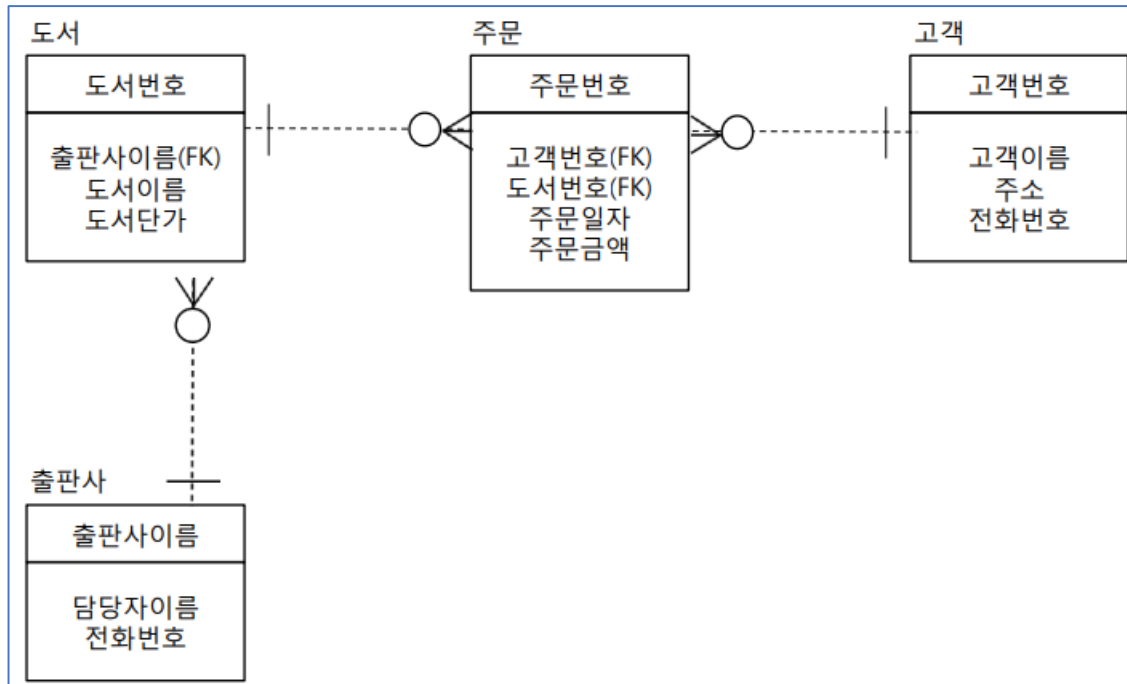 도서
도서번호
출판사이름(FK)
도서이름
도서단가
주문
주문번호
고객번호(FK)
도서번호(FK)
주문일자
주문금액
고객
고객번호
고객이름
주소
전화번호
출판사
출판사이름
담당자이름
전화번호